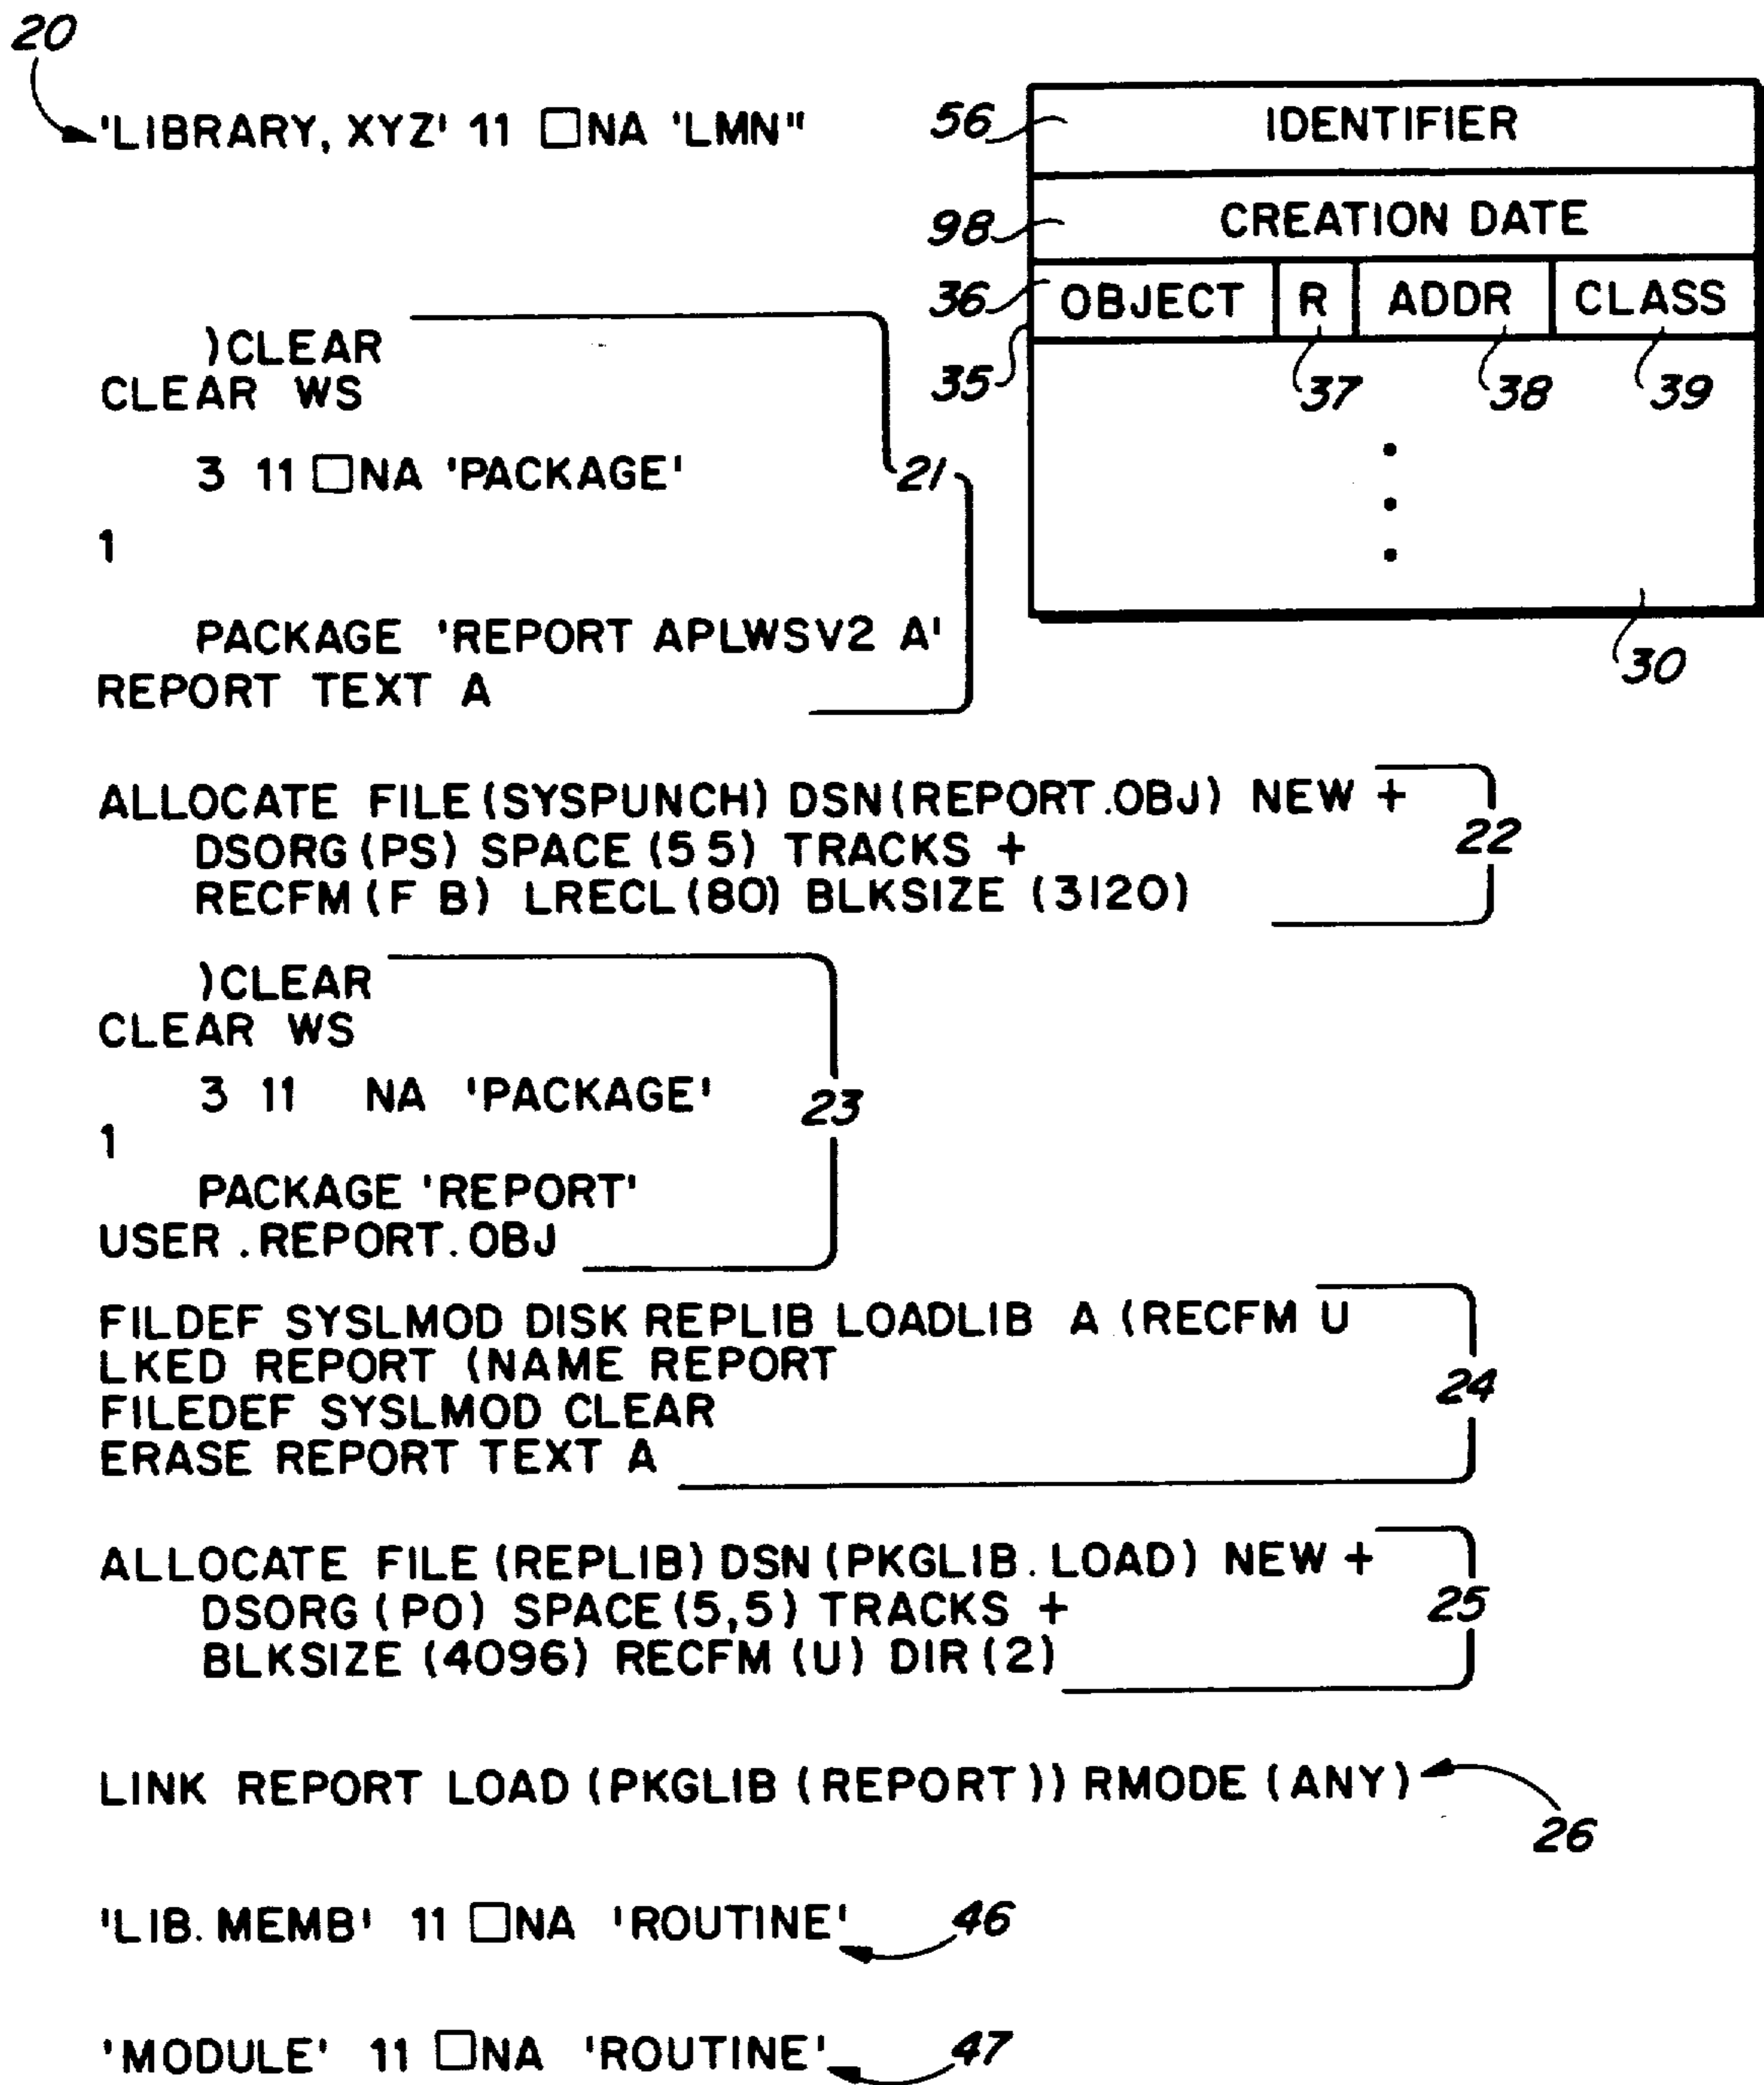 20
'LIBRARY, XYZ' 11 □NA 'LMN"
56 IDENTIFIER
98 CREATION DATE
36 OBJECT R ADDR CLASS
35 37 38 39
30
)CLEAR
CLEAR WS
3 11 □NA 'PACKAGE'
21
1
PACKAGE 'REPORT APLWSV2 A'
REPORT TEXT A
ALLOCATE FILE (SYSPUNCH) DSN (REPORT.OBJ) NEW +
22
DSORG (PS) SPACE (5 5) TRACKS +
RECFM (F B) LRECL (80) BLKSIZE (3120)
)CLEAR
CLEAR WS
3 11 NA 'PACKAGE'
23
1
PACKAGE 'REPORT'
USER .REPORT. OBJ
FILDEF SYSLMOD DISK REPLIB LOADLIB A (RECFM U
LKED REPORT (NAME REPORT
24
FILEDEF SYSLMOD CLEAR
ERASE REPORT TEXT A
ALLOCATE FILE (REPLIB) DSN (PKGLIB. LOAD) NEW +
DSORG (PO) SPACE (5,5) TRACKS +
25
BLKSIZE (4096) RECFM (U) DIR (2)
LINK REPORT LOAD (PKGLIB (REPORT)) RMODE (ANY)
26
'LIB. MEMB' 11 □NA 'ROUTINE' 46
'MODULE' 11 □NA 'ROUTINE' 47